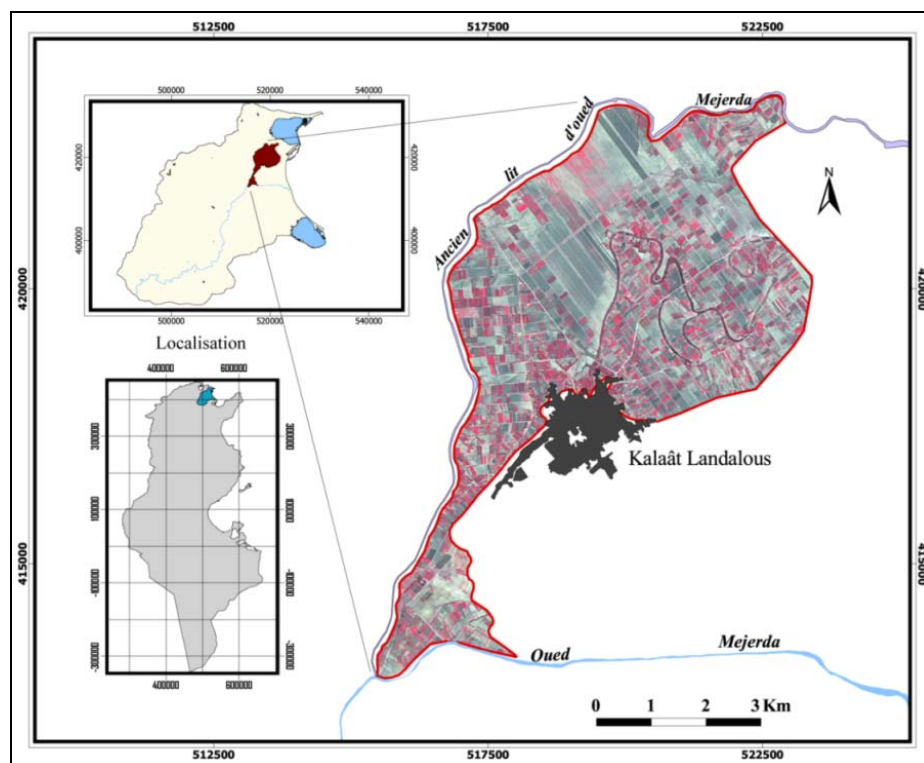 512500 517500 522500
500000 520000 540000
420000 420000
400000 400000
500000 520000 540000
Ancien lit d'oued Mejerda
N
420000 420000
Localisation
400000 600000
300000 300000
100000 100000
-100000 -100000
-300000 -300000
400000 600000
Kalaât Landalous
415000 415000
Oued Mejerda
0 1 2 3 Km
512500 517500 522500